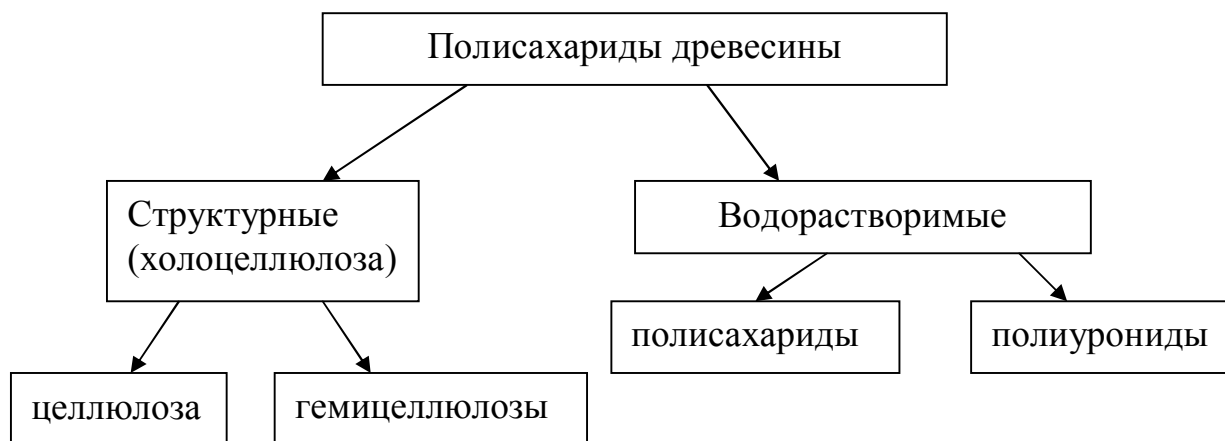 Полисахариды древесины
Структурные
(холоцеллюлоза)
Водорастворимые
полисахариды
полиурониды
целлюлоза
гемицеллюлозы